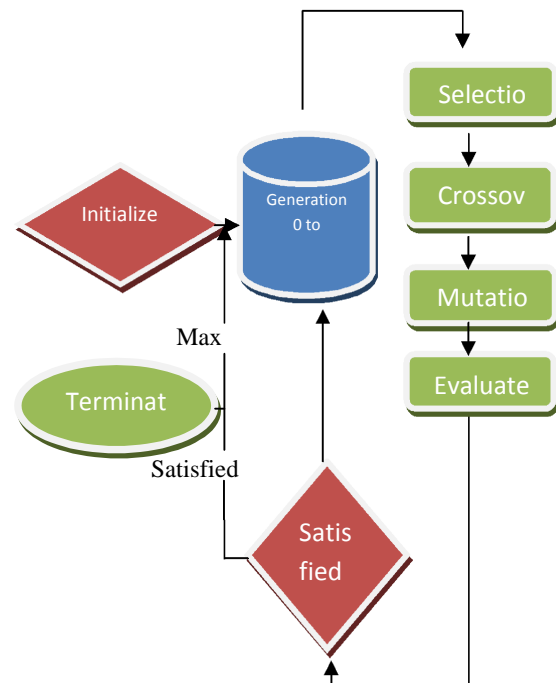 Selectio
Initialize
Generation
0 to
Crossov
Mutatio
Max
Evaluate
Terminat
Satisfied
Satis
fied